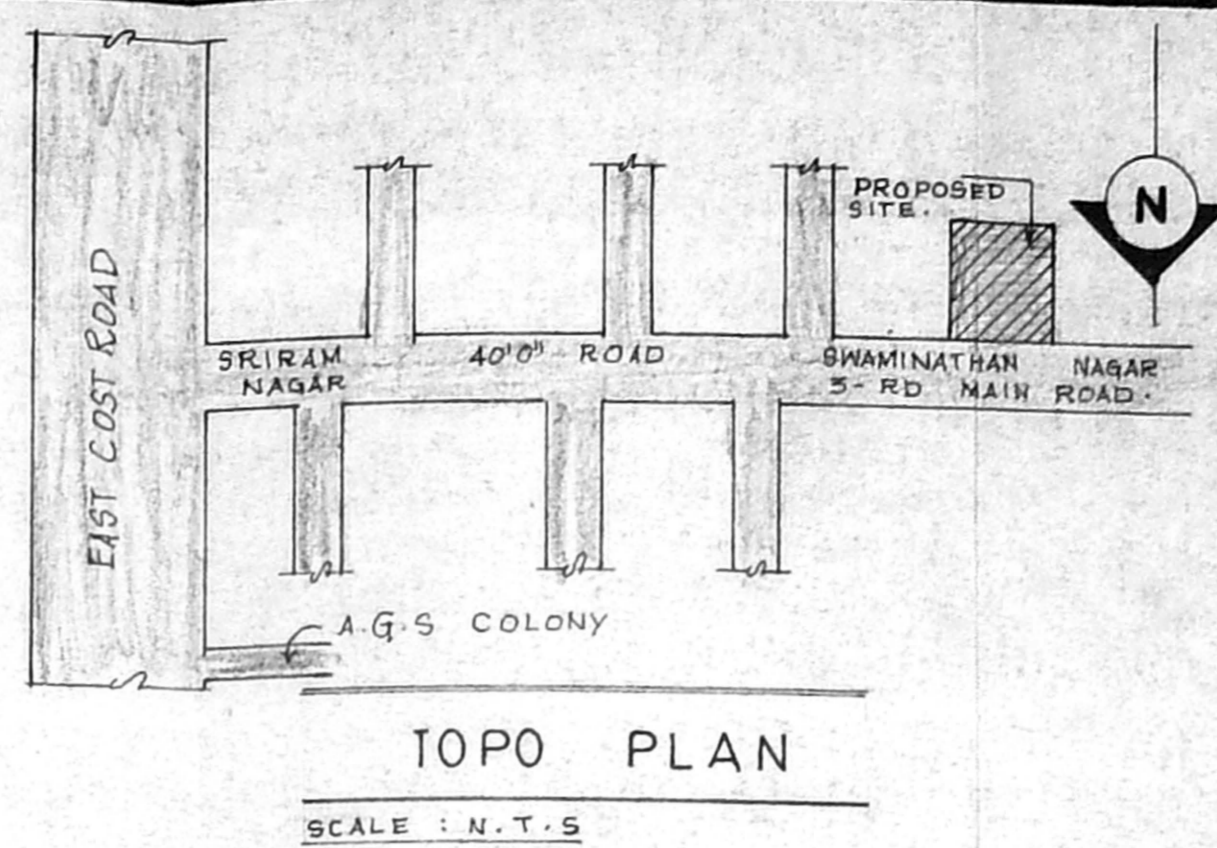 PROPOSED
SITE.
N
EAST COST ROAD
SRIRAM
NAGAR
40'0" ROAD
SWAMINATHAN NAGAR
3-RD MAIN ROAD.
A.G.S COLONY
TOPO PLAN
SCALE : N.T.S